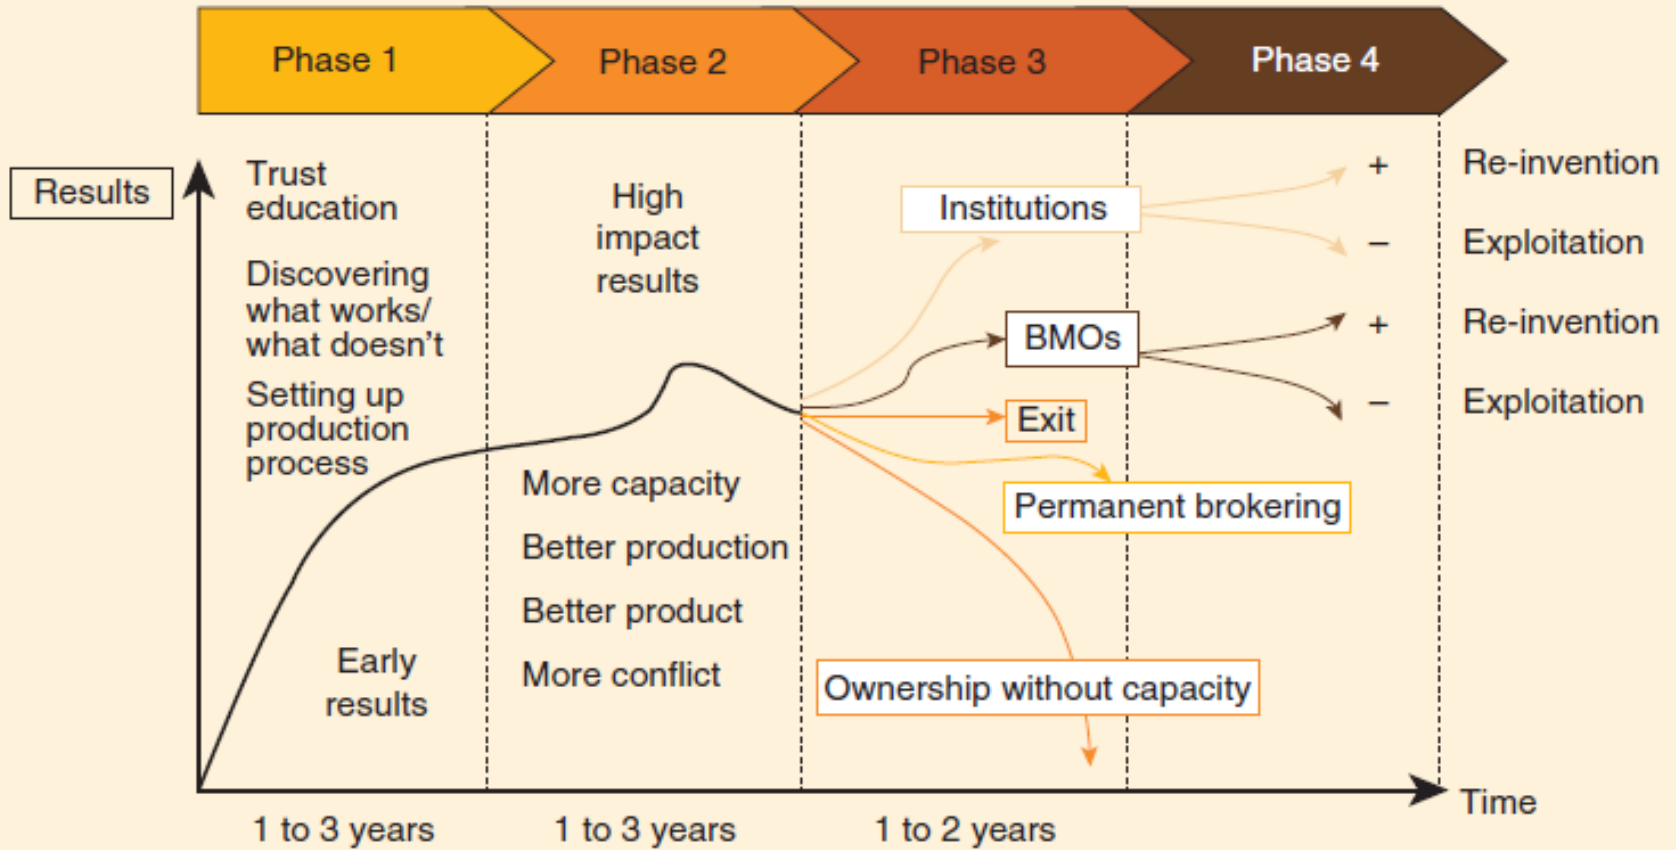 Phase 1
Phase 2
Phase 3
Phase 4
Results
Trust
education
Discovering
what works/
what doesn't
Setting up
production
process
Early
results
High
impact
results
More capacity
Better production
Better product
More conflict
Institutions
BMOs
Exit
Permanent brokering
Ownership without capacity
+ Re-invention
– Exploitation
+ Re-invention
– Exploitation
Time
1 to 3 years
1 to 3 years
1 to 2 years